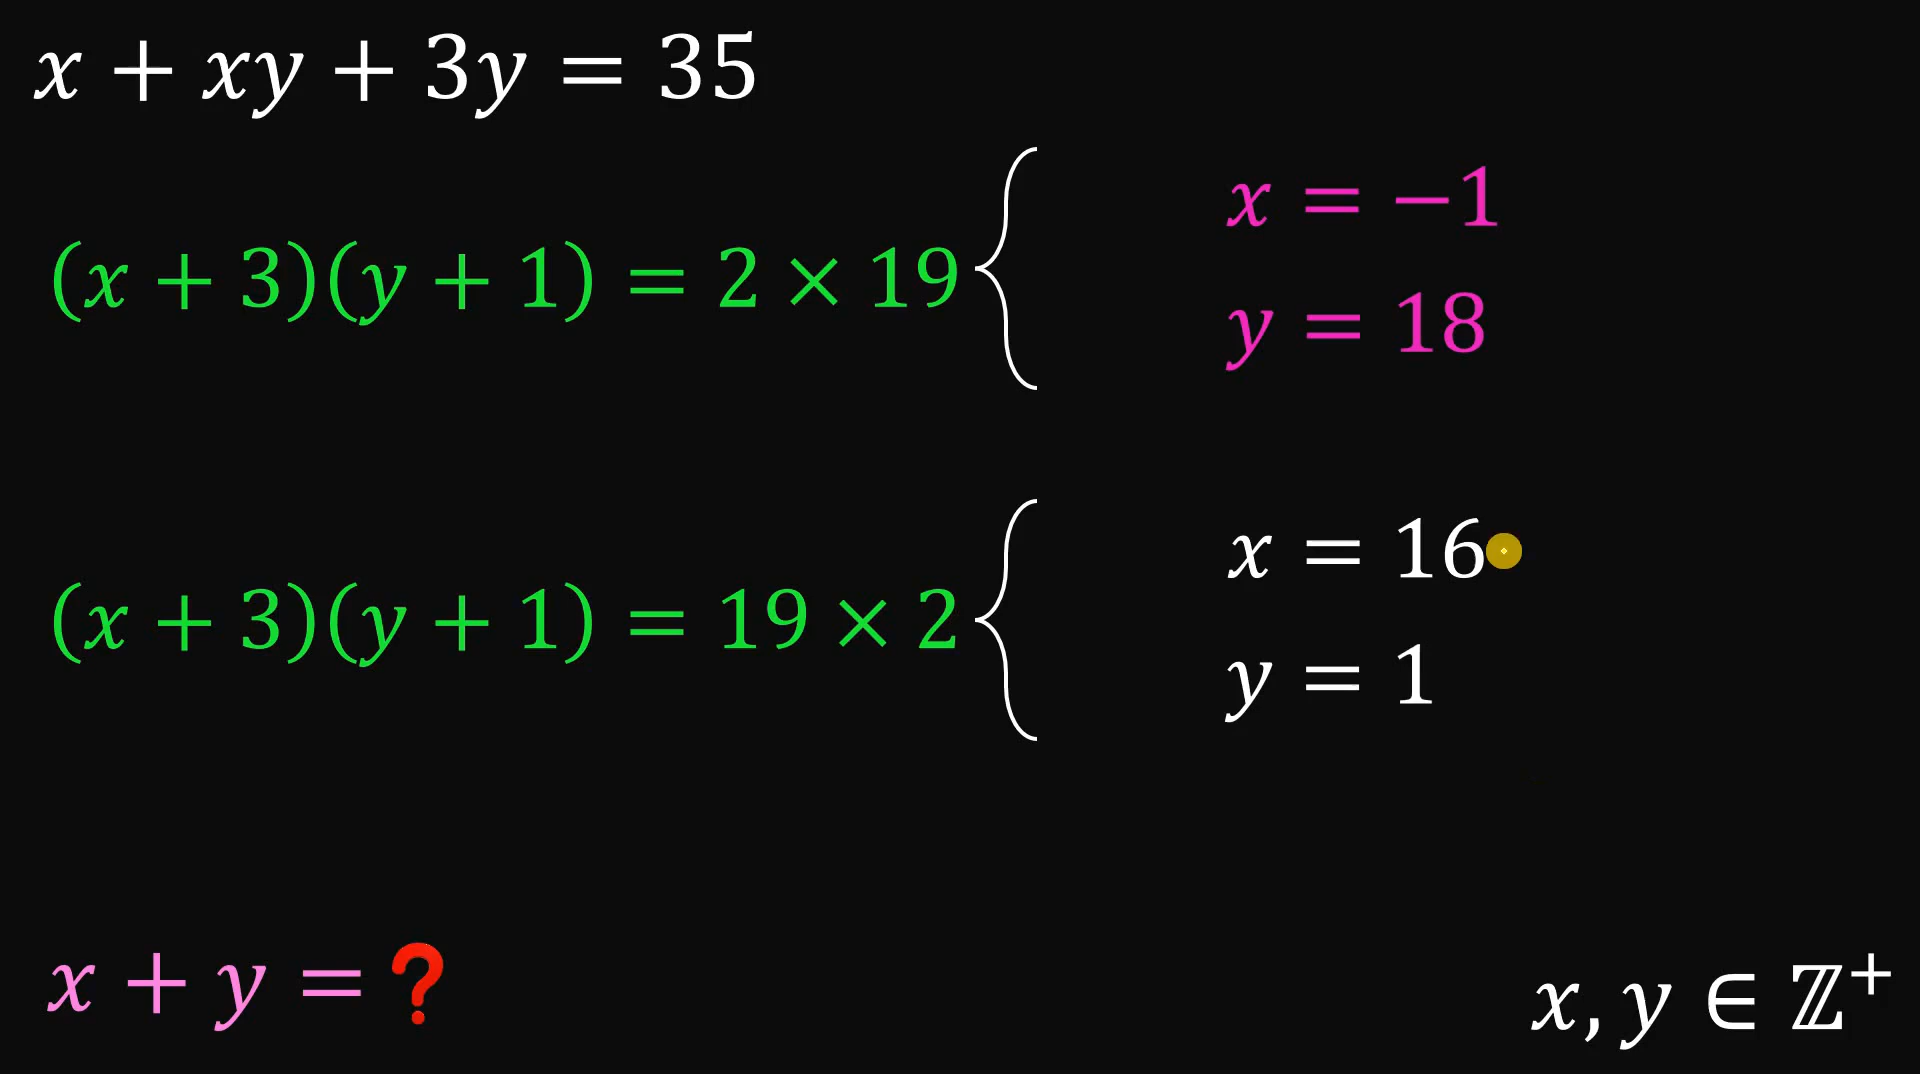 x + xy + 3y = 35
(x + 3)(y + 1) = 2 × 19
x = −1
y = 18
(x + 3)(y + 1) = 19 × 2
x = 16
y = 1
x + y = ❓
x, y ∈ ℤ⁺